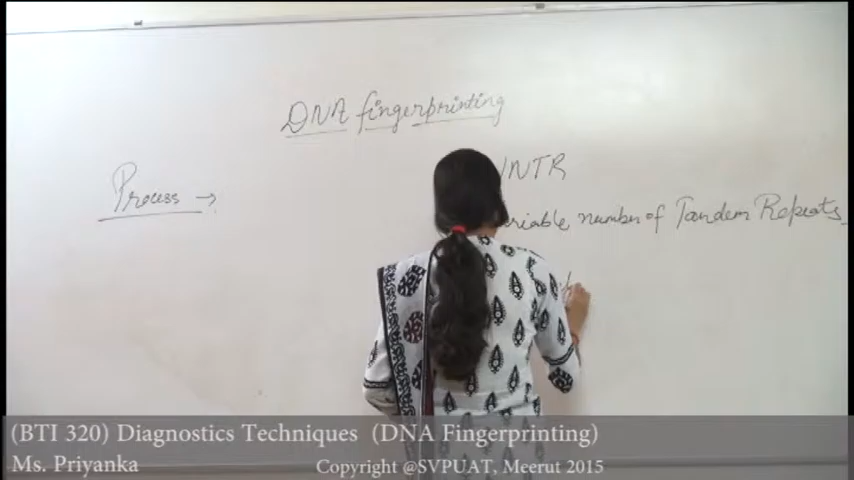 DNA fingerprinting
VNTR
Process →
variable number of Tandem Repeats
(BTI 320) Diagnostics Techniques (DNA Fingerprinting)
Ms. Priyanka
Copyright @SVPUAT, Meerut 2015